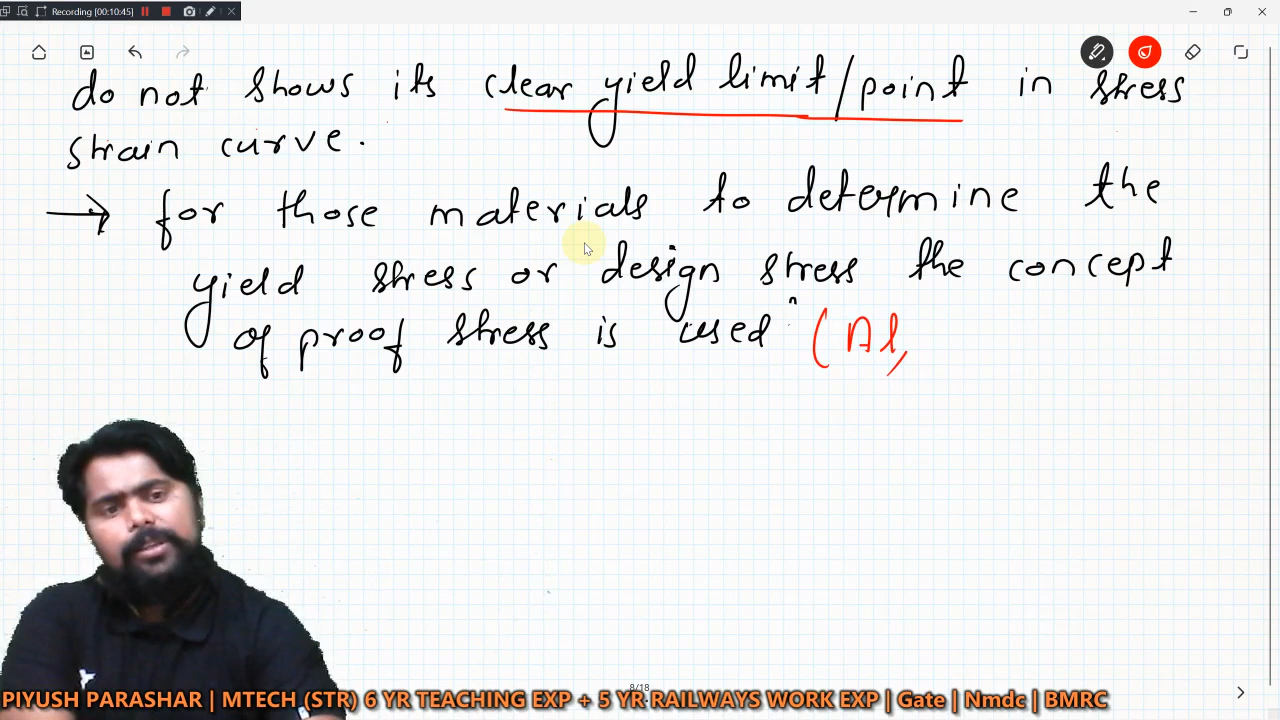 Recording [00:10:45]
do not shows its clear yield limit/point in stress
strain curve.
→ for those materials to determine the
yield stress or design stress the concept
of proof stress is used (Al,
8/18
PIYUSH PARASHAR | MTECH (STR) 6 YR TEACHING EXP + 5 YR RAILWAYS WORK EXP | Gate | Nmdc | BMRC